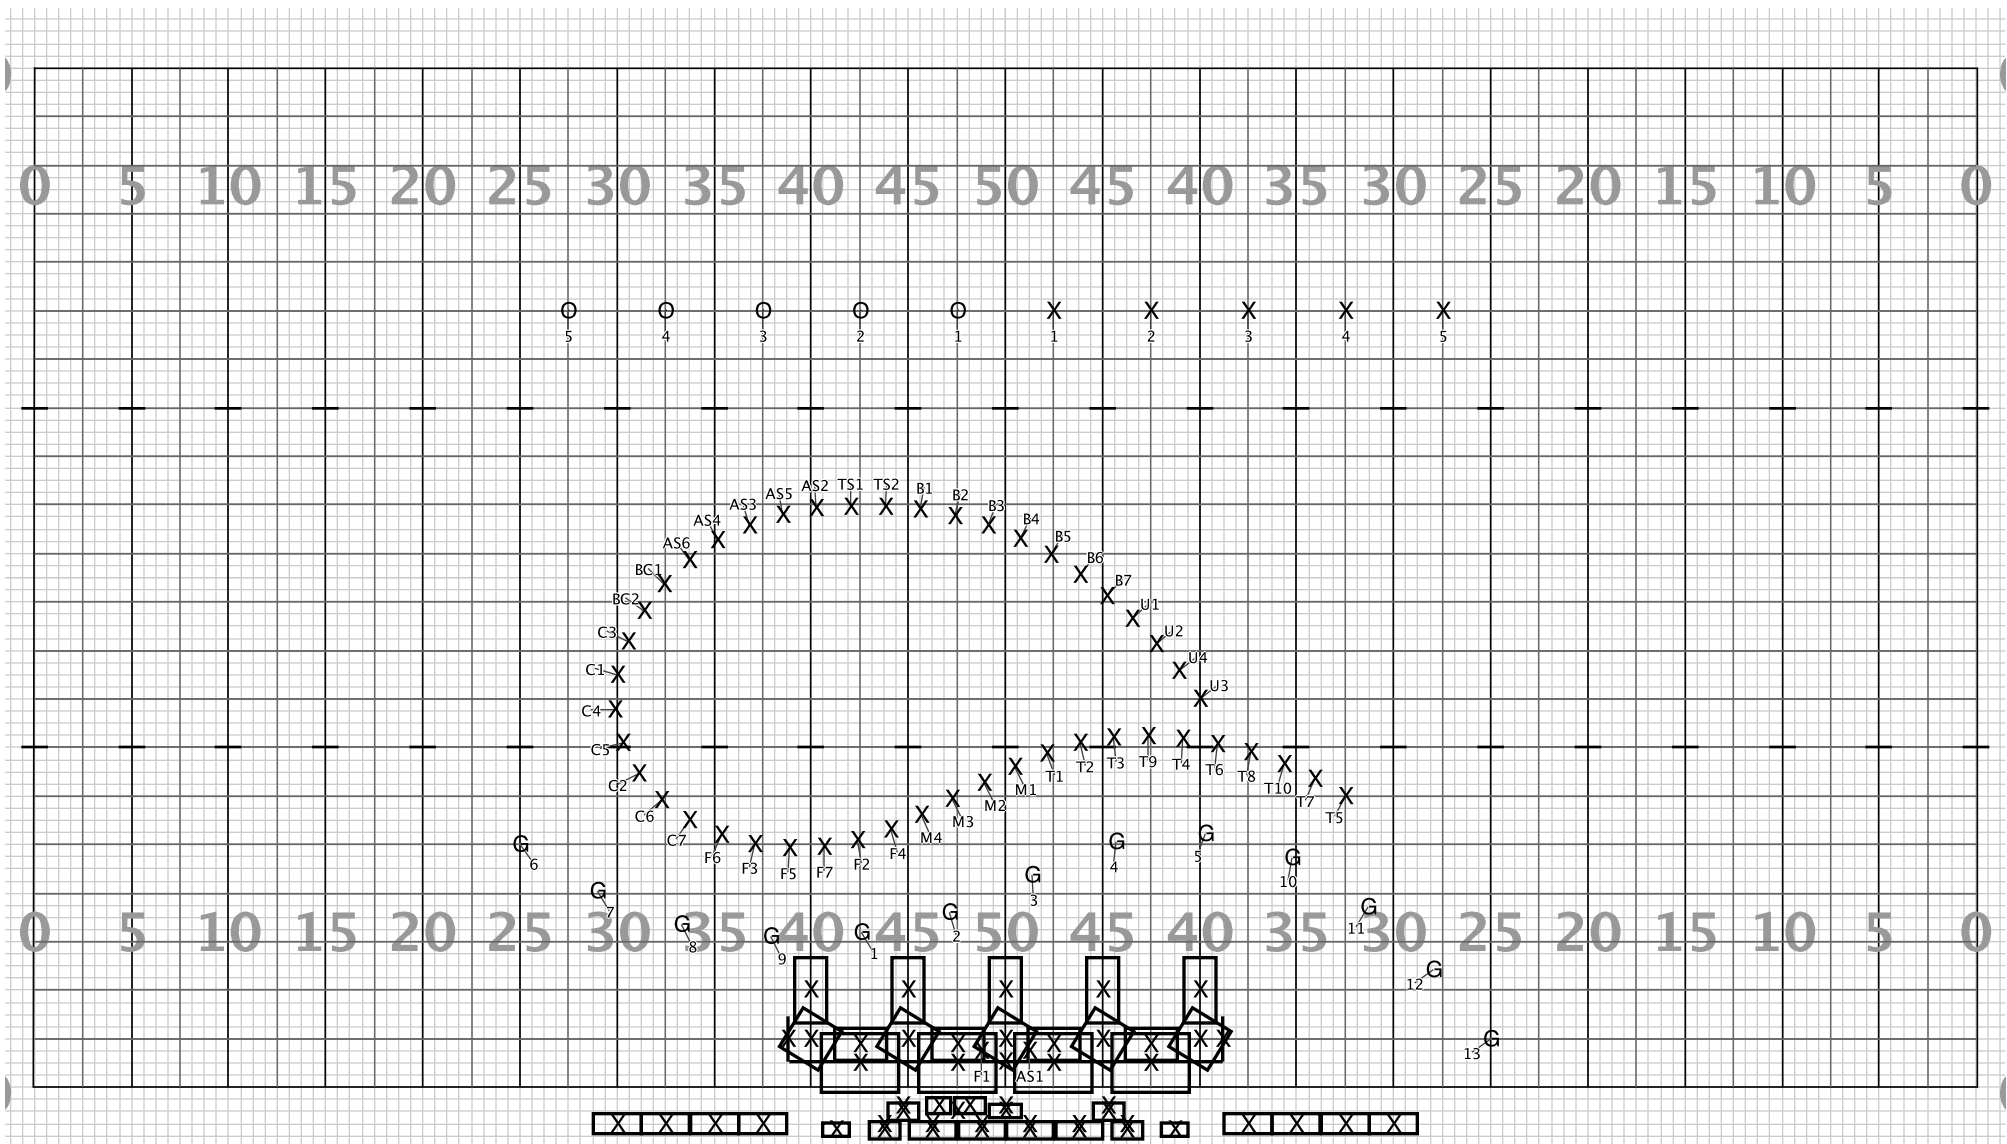 0 5 10 15 20 25 30 35 40 45 50 45 40 35 30 25 20 15 10 5 0
O O O O O X X X X X
5 4 3 2 1 1 2 3 4 5
AS6 AS4 AS3 AS5 AS2 TS1 TS2 B1 B2 B3 B4 B5 B6 B7
BC1
BC2 U1
C3 U2
C1 U4
C4 U3
C5 T1 T2 T3 T9 T4 T6 T8 T10 T7 T5
C2 M1
C6 M2
C7 M4 M3
F6 F3 F5 F7 F2 F4
G G G G
6 4 5 10
G G G
7 3 11
0 5 10 15 20 25 30 35 40 45 50 45 40 35 30 25 20 15 10 5 0
G G G G
8 9 1 2
G
12
X X X X X
G
13
F1 AS1
X X X X X X X X